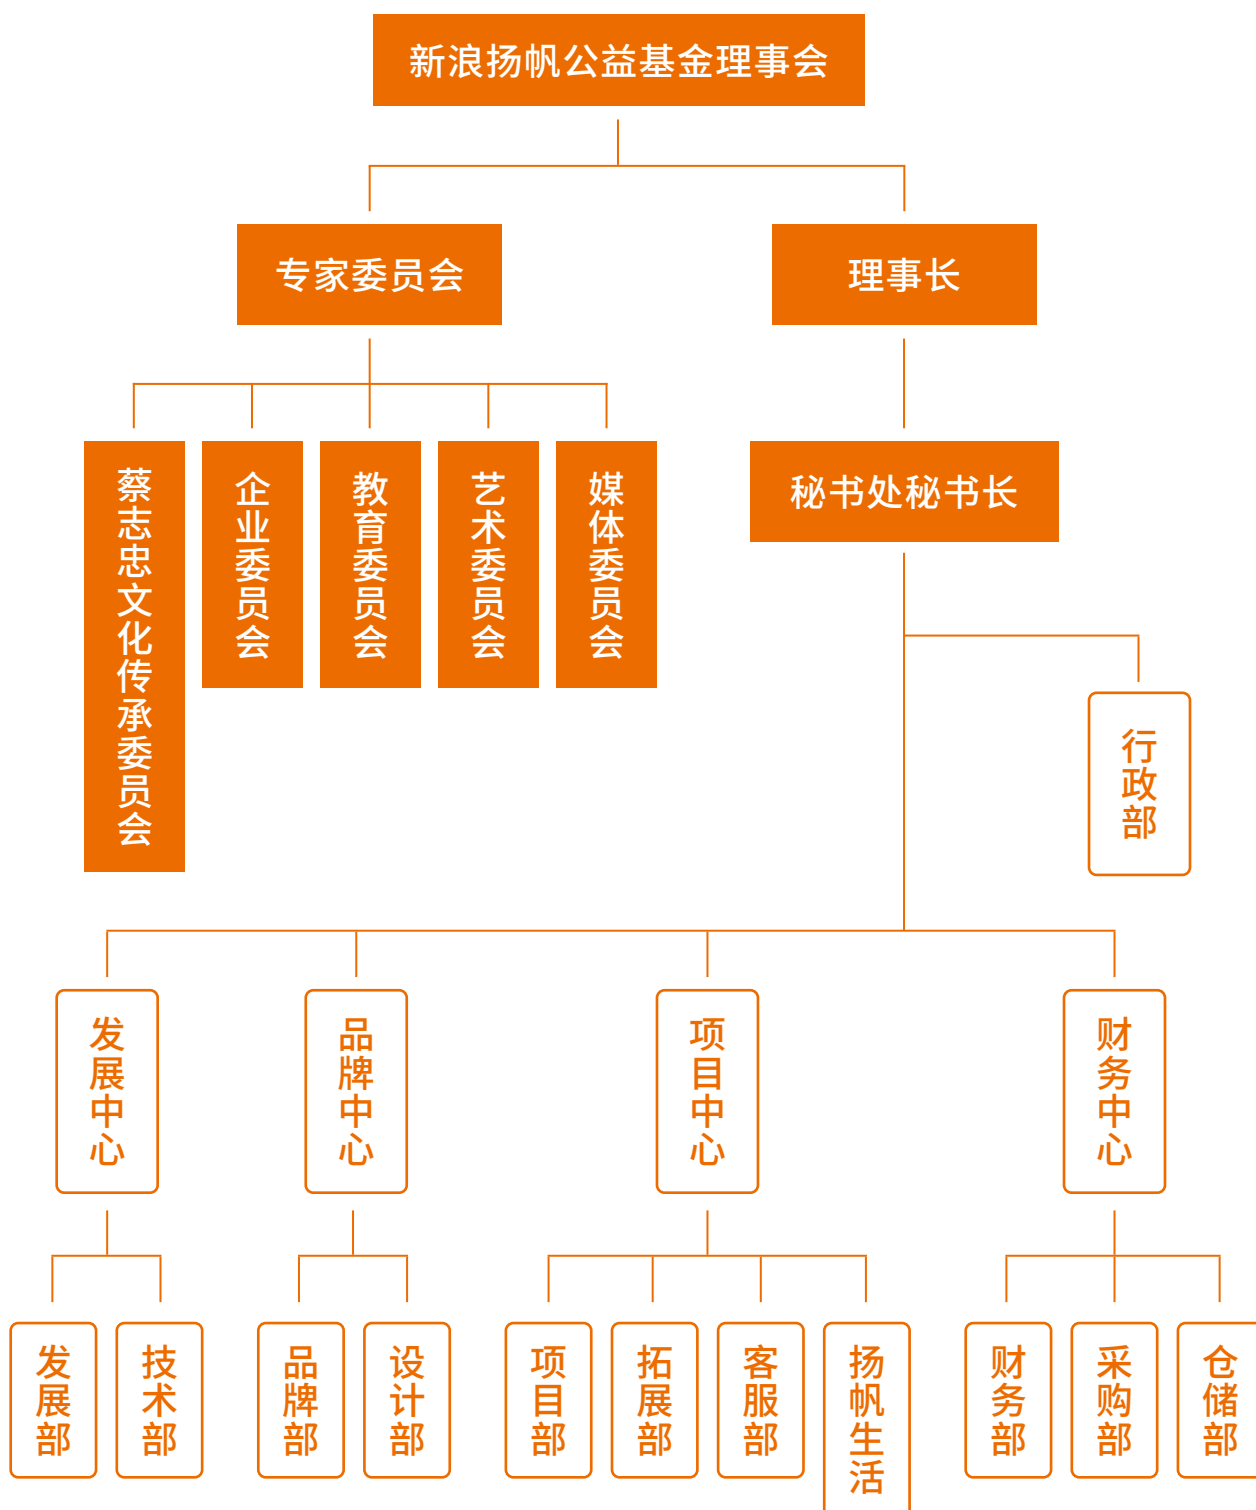 新浪扬帆公益基金理事会
专家委员会
理事长
蔡志忠文化传承委员会
企业委员会
教育委员会
艺术委员会
媒体委员会
秘书处秘书长
行政部
发展中心
品牌中心
项目中心
财务中心
发展部
技术部
品牌部
设计部
项目部
拓展部
客服部
扬帆生活
财务部
采购部
仓储部